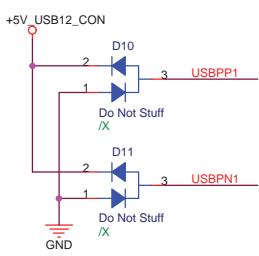 +5V_USB12_CON
D10
2
3
USBPP1
1
Do Not Stuff
/X
D11
2
3
USBPN1
1
Do Not Stuff
/X
GND